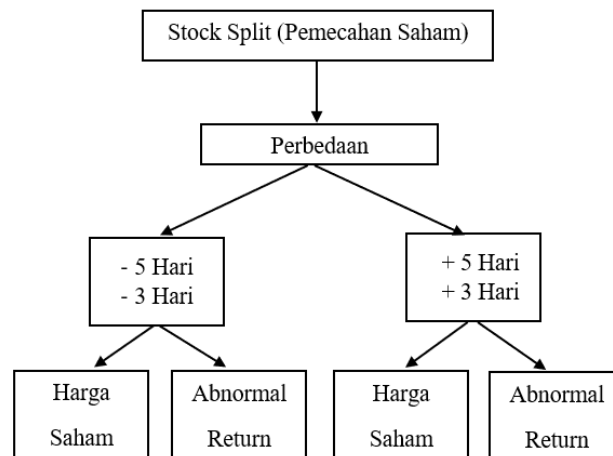 Stock Split (Pemecahan Saham)
Perbedaan
- 5 Hari
- 3 Hari
+ 5 Hari
+ 3 Hari
Harga
Saham
Abnormal
Return
Harga
Saham
Abnormal
Return